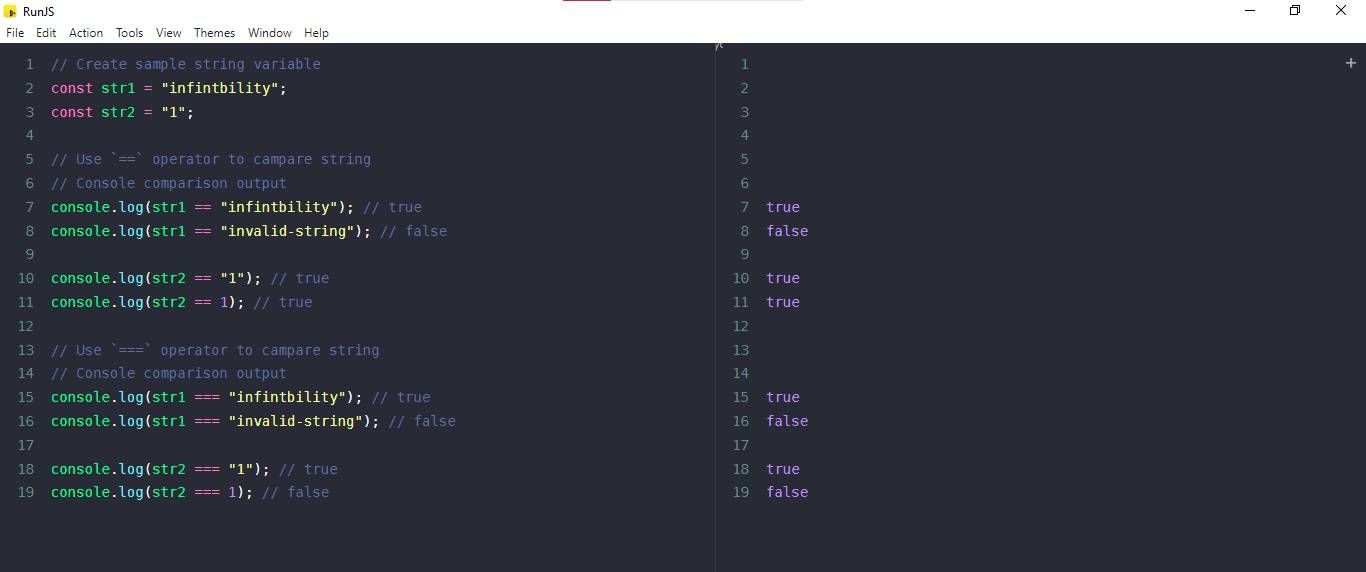 RunJS
File Edit Action Tools View Themes Window Help
1 // Create sample string variable
2 const str1 = "infintbility";
3 const str2 = "1";
4
5 // Use `==` operator to campare string
6 // Console comparison output
7 console.log(str1 == "infintbility"); // true
8 console.log(str1 == "invalid-string"); // false
9
10 console.log(str2 == "1"); // true
11 console.log(str2 == 1); // true
12
13 // Use `===` operator to campare string
14 // Console comparison output
15 console.log(str1 === "infintbility"); // true
16 console.log(str1 === "invalid-string"); // false
17
18 console.log(str2 === "1"); // true
19 console.log(str2 === 1); // false
1
2
3
4
5
6
7 true
8 false
9
10 true
11 true
12
13
14
15 true
16 false
17
18 true
19 false